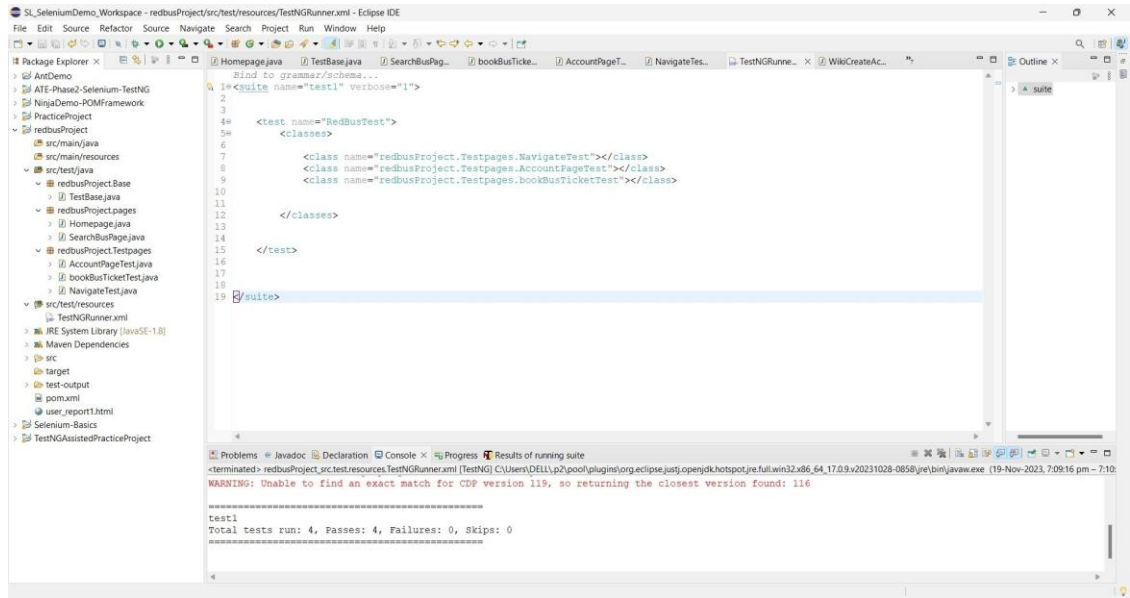 SL_SeleniumDemo_Workspace - redbusProject/src/test/resources/TestNGRunner.xml - Eclipse IDE
File Edit Source Refactor Source Navigate Search Project Run Window Help
Package Explorer
AntDemo
ATE-Phase2-Selenium-TestNG
NinjaDemo-POMFramework
PracticeProject
redbusProject
src/main/java
src/main/resources
src/test/java
redbusProject.Base
TestBase.java
redbusProject.pages
Homepage.java
SearchBusPage.java
redbusProject.Testpages
AccountPageTest.java
bookBusTicketTest.java
NavigateTest.java
src/test/resources
TestNGRunner.xml
JRE System Library [JavaSE-1.8]
Maven Dependencies
src
target
test-output
pom.xml
user_report1.html
Selenium-Basics
TestNGAssistedPracticeProject
Homepage.java TestBase.java SearchBusPag... bookBusTicke... AccountPageT... NavigateTes... TestNGRunne... WikiCreateAc...
Bind to grammar/schema...
1 <suite name="test1" verbose="1">
2
3
4 <test name="RedBusTest">
5 <classes>
6
7 <class name="redbusProject.Testpages.NavigateTest"></class>
8 <class name="redbusProject.Testpages.AccountPageTest"></class>
9 <class name="redbusProject.Testpages.bookBusTicketTest"></class>
10
11
12 </classes>
13
14
15 </test>
16
17
18
19 </suite>
Outline
suite
Problems Javadoc Declaration Console Progress Results of running suite
<terminated> redbusProject_src.test.resources.TestNGRunner.xml [TestNG] C:\Users\DELL\.p2\pool\plugins\org.eclipse.justj.openjdk.hotspot.jre.full.win32.x86_64_17.0.9.v20231028-0858\jre\bin\javaw.exe (19-Nov-2023, 7:09:16 pm – 7:10:
WARNING: Unable to find an exact match for CDP version 119, so returning the closest version found: 116
===============================================
test1
Total tests run: 4, Passes: 4, Failures: 0, Skips: 0
===============================================